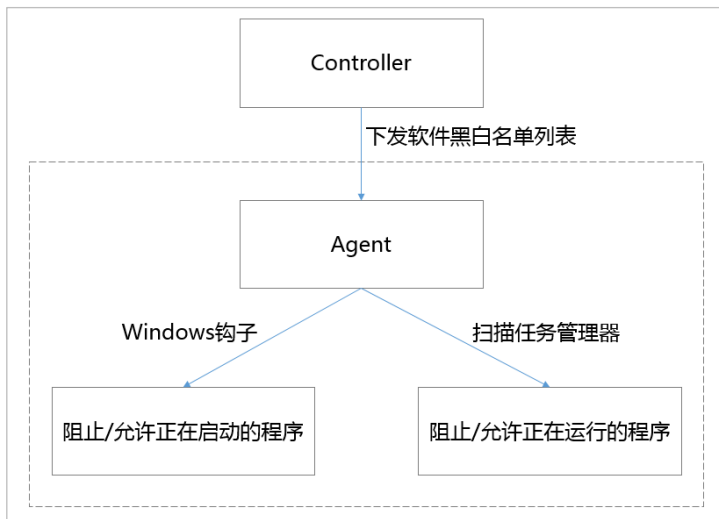 Controller
下发软件黑白名单列表
Agent
Windows钩子
扫描任务管理器
阻止/允许正在启动的程序
阻止/允许正在运行的程序